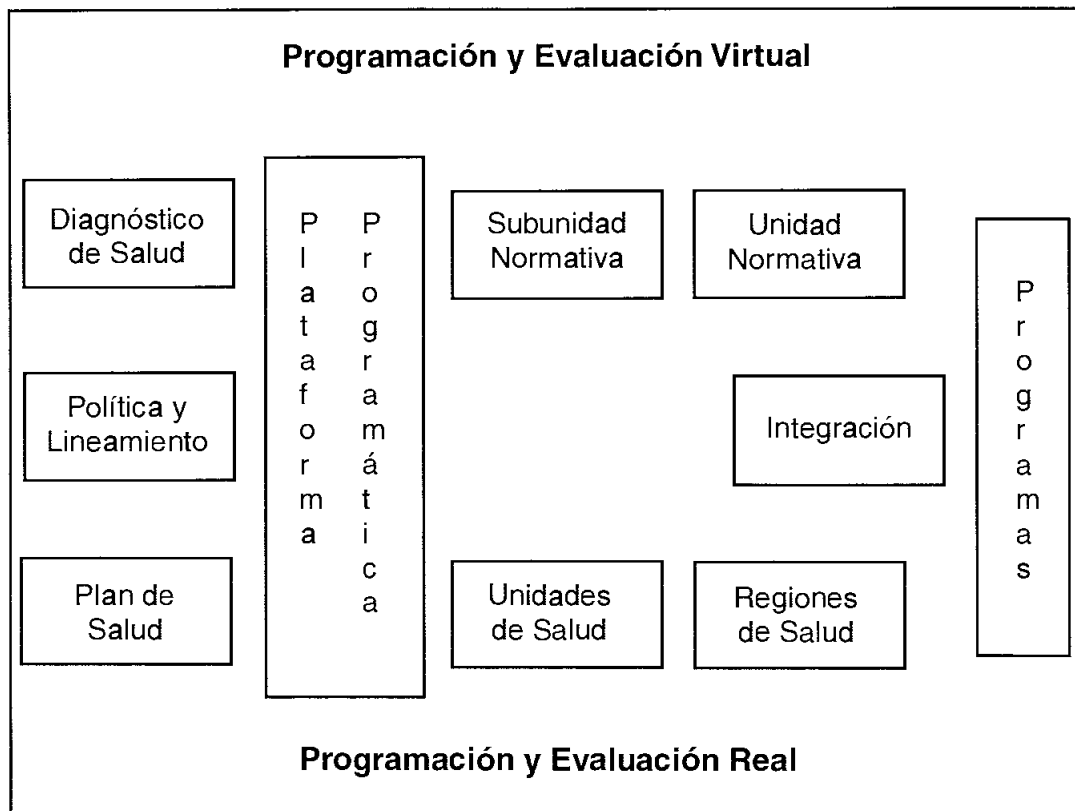 Programación y Evaluación Virtual
Diagnóstico
de Salud
Política y
Lineamiento
Plan de
Salud
Plataforma
Programática
Subunidad
Normativa
Unidad
Normativa
Integración
Unidades
de Salud
Regiones
de Salud
Programas
Programación y Evaluación Real